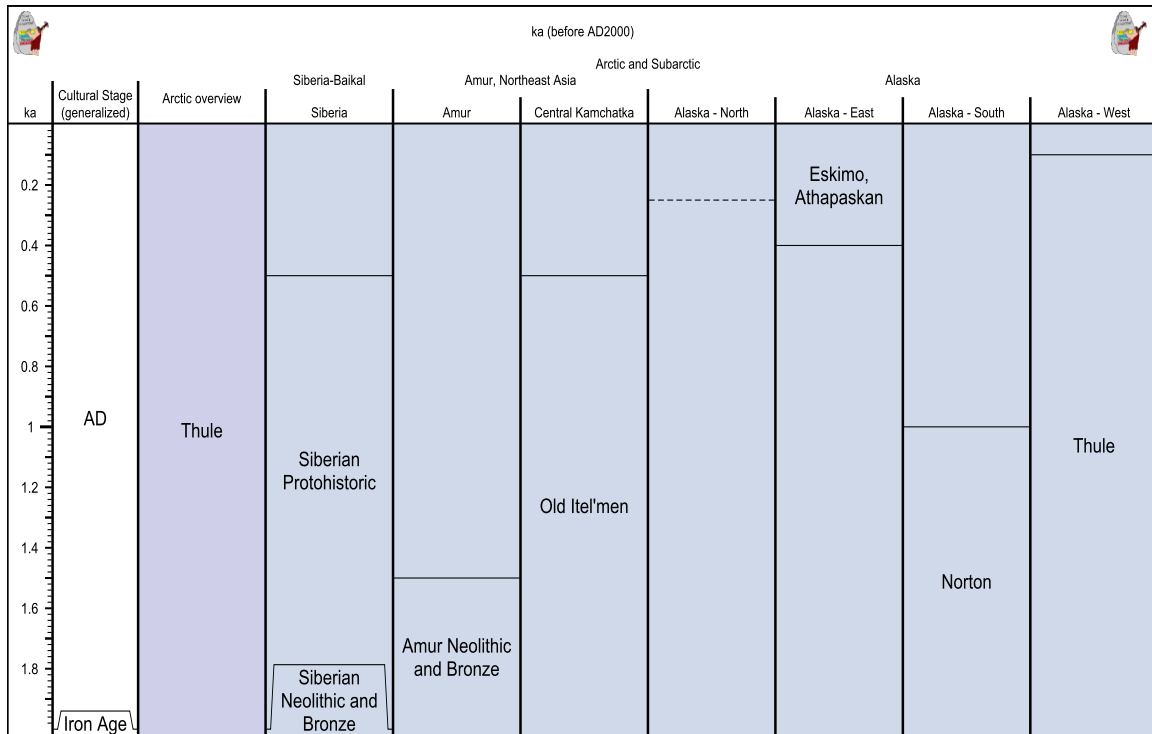 ka (before AD2000)
Arctic and Subarctic
Siberia-Baikal
Amur, Northeast Asia
Alaska
ka
Cultural Stage
(generalized)
Arctic overview
Siberia
Amur
Central Kamchatka
Alaska - North
Alaska - East
Alaska - South
Alaska - West
0.2
0.4
0.6
0.8
1
1.2
1.4
1.6
1.8
AD
Iron Age
Thule
Siberian
Protohistoric
Siberian
Neolithic and
Bronze
Amur Neolithic
and Bronze
Old Itel'men
Eskimo,
Athapaskan
Norton
Thule